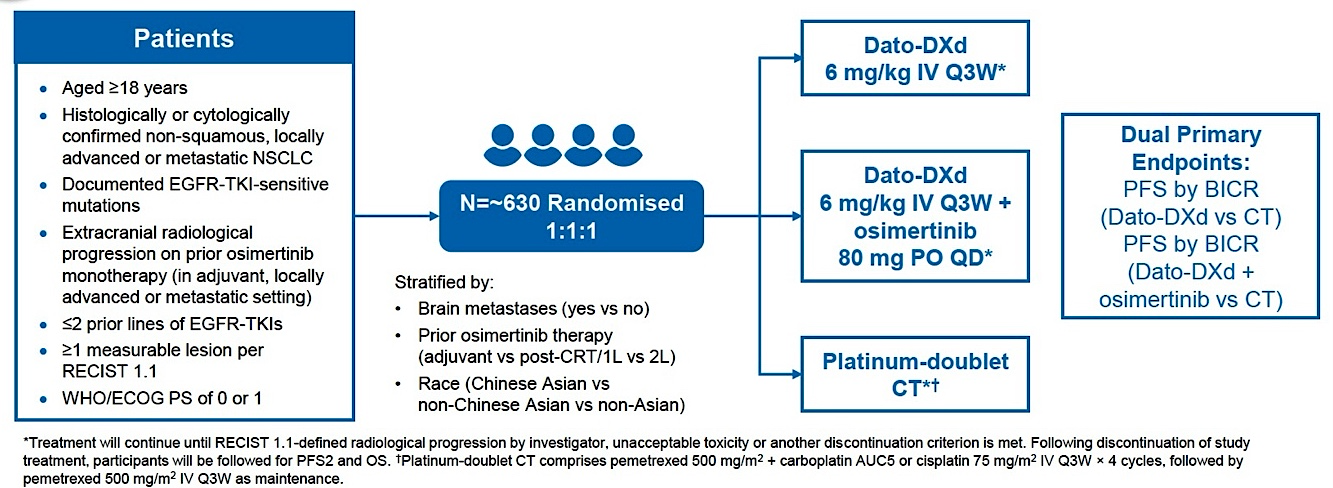 Patients
• Aged ≥18 years
• Histologically or cytologically
confirmed non-squamous, locally
advanced or metastatic NSCLC
• Documented EGFR-TKI-sensitive
mutations
• Extracranial radiological
progression on prior osimertinib
monotherapy (in adjuvant, locally
advanced or metastatic setting)
• ≤2 prior lines of EGFR-TKIs
• ≥1 measurable lesion per
RECIST 1.1
• WHO/ECOG PS of 0 or 1
N=~630 Randomised
1:1:1
Stratified by:
• Brain metastases (yes vs no)
• Prior osimertinib therapy
(adjuvant vs post-CRT/1L vs 2L)
• Race (Chinese Asian vs
non-Chinese Asian vs non-Asian)
Dato-DXd
6 mg/kg IV Q3W*
Dato-DXd
6 mg/kg IV Q3W +
osimertinib
80 mg PO QD*
Platinum-doublet
CT*†
Dual Primary
Endpoints:
PFS by BICR
(Dato-DXd vs CT)
PFS by BICR
(Dato-DXd +
osimertinib vs CT)
*Treatment will continue until RECIST 1.1-defined radiological progression by investigator, unacceptable toxicity or another discontinuation criterion is met. Following discontinuation of study
treatment, participants will be followed for PFS2 and OS. †Platinum-doublet CT comprises pemetrexed 500 mg/m² + carboplatin AUC5 or cisplatin 75 mg/m² IV Q3W × 4 cycles, followed by
pemetrexed 500 mg/m² IV Q3W as maintenance.